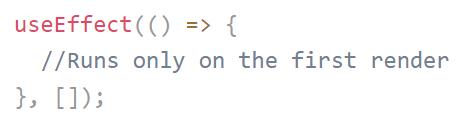 useEffect(() => {
  //Runs only on the first render
}, []);